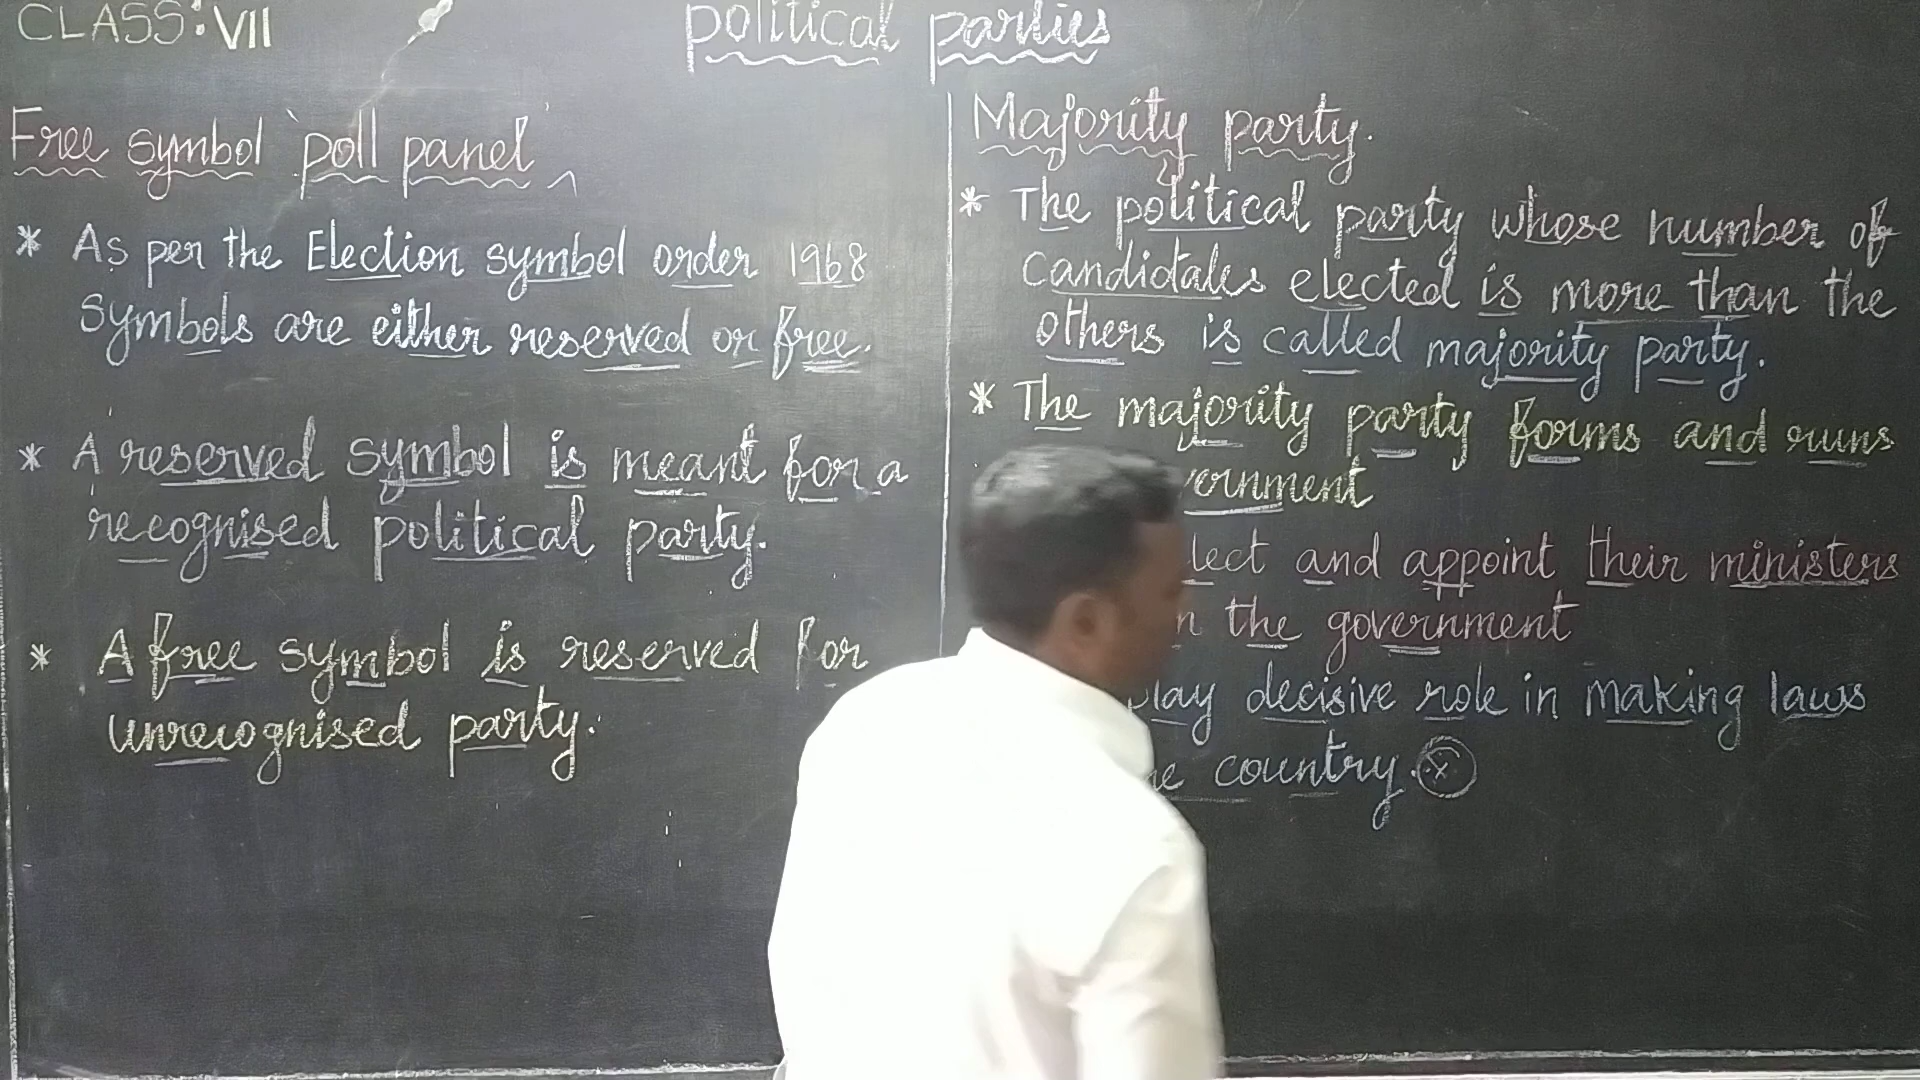 CLASS: VII
political parties
Free symbol 'poll panel'
* As per the Election symbol order 1968
symbols are either reserved or free.
* A reserved symbol is meant for a
recognised political party.
* A free symbol is reserved for
unrecognised party.
Majority party.
* The political party whose number of
candidates elected is more than the
others is called majority party.
* The majority party forms and runs
vernment
lect and appoint their ministers
n the government
play decisive role in making laws
country.